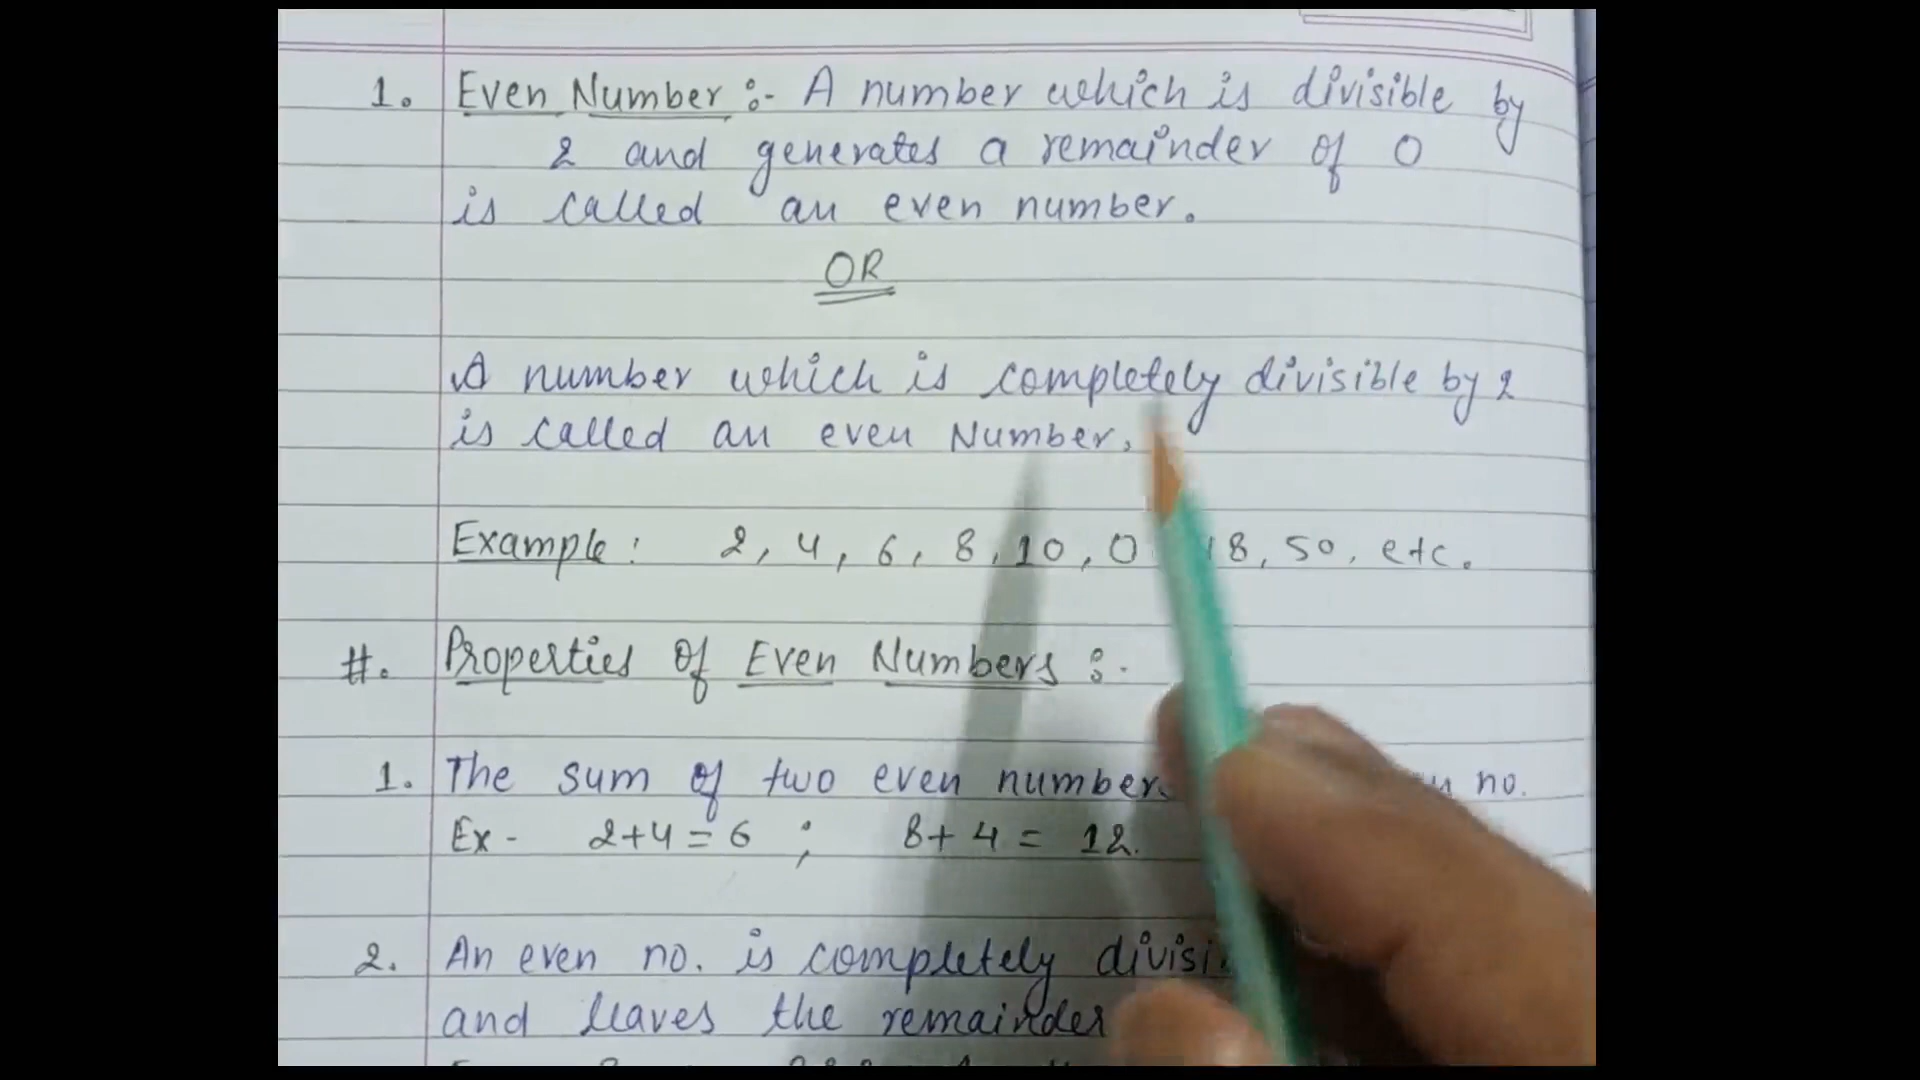 1. Even Number :- A number which is divisible by
2 and generates a remainder of 0
is called an even number.
OR
A number which is completely divisible by 2
is called an even Number.
Example: 2, 4, 6, 8, 10, 0 18, 50, etc.
#. Properties of Even Numbers :-
1. The sum of two even number no.
Ex - 2+4=6 ; 8+4 = 12.
2. An even no. is completely
and leaves the remainder